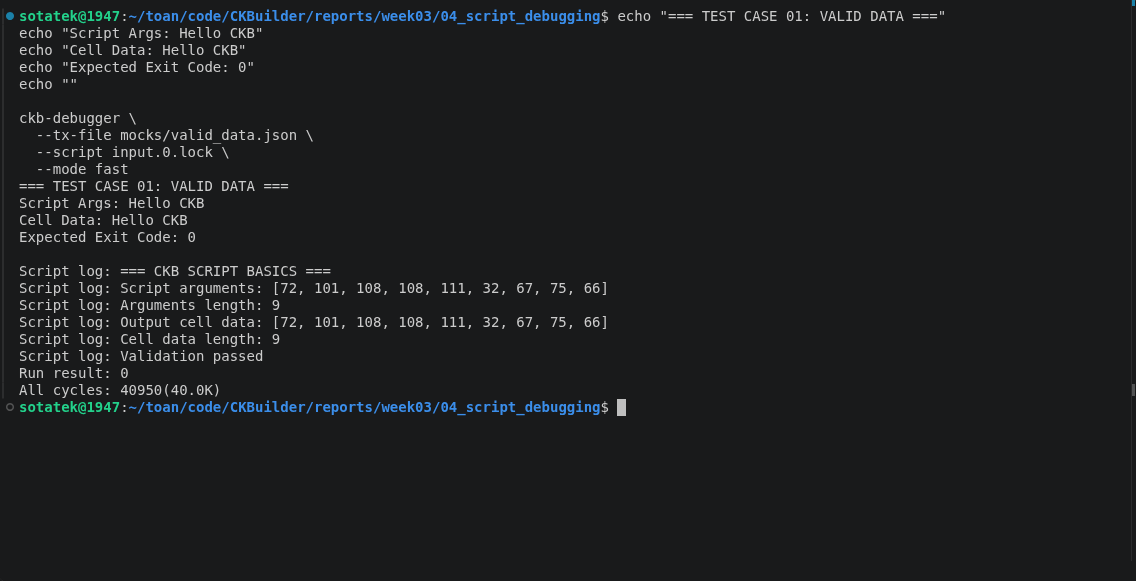 sotatek@1947:~/toan/code/CKBuilder/reports/week03/04_script_debugging$ echo "=== TEST CASE 01: VALID DATA ==="
echo "Script Args: Hello CKB"
echo "Cell Data: Hello CKB"
echo "Expected Exit Code: 0"
echo ""

ckb-debugger \
  --tx-file mocks/valid_data.json \
  --script input.0.lock \
  --mode fast
=== TEST CASE 01: VALID DATA ===
Script Args: Hello CKB
Cell Data: Hello CKB
Expected Exit Code: 0

Script log: === CKB SCRIPT BASICS ===
Script log: Script arguments: [72, 101, 108, 108, 111, 32, 67, 75, 66]
Script log: Arguments length: 9
Script log: Output cell data: [72, 101, 108, 108, 111, 32, 67, 75, 66]
Script log: Cell data length: 9
Script log: Validation passed
Run result: 0
All cycles: 40950(40.0K)
sotatek@1947:~/toan/code/CKBuilder/reports/week03/04_script_debugging$